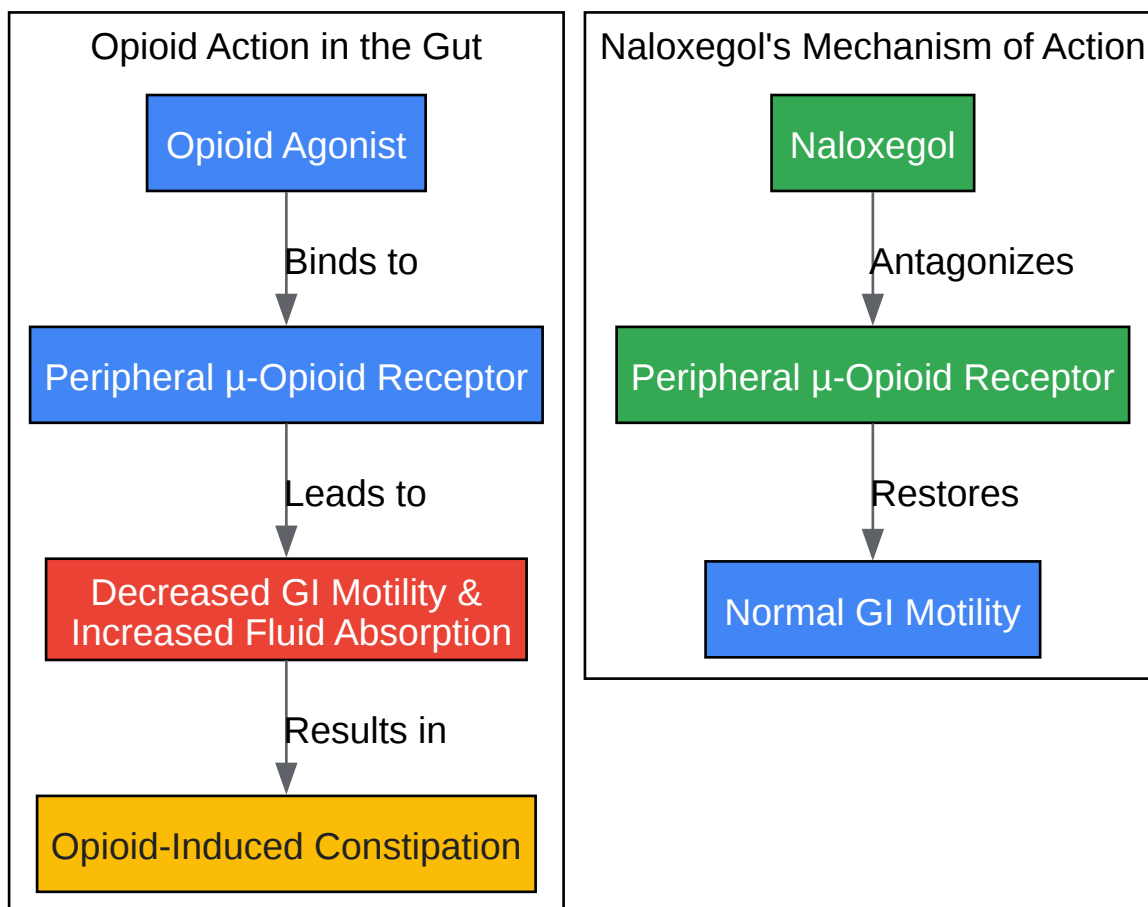 Opioid Action in the Gut
Opioid Agonist
Binds to
Peripheral µ-Opioid Receptor
Leads to
Decreased GI Motility &
Increased Fluid Absorption
Results in
Opioid-Induced Constipation
Naloxegol's Mechanism of Action
Naloxegol
Antagonizes
Peripheral µ-Opioid Receptor
Restores
Normal GI Motility